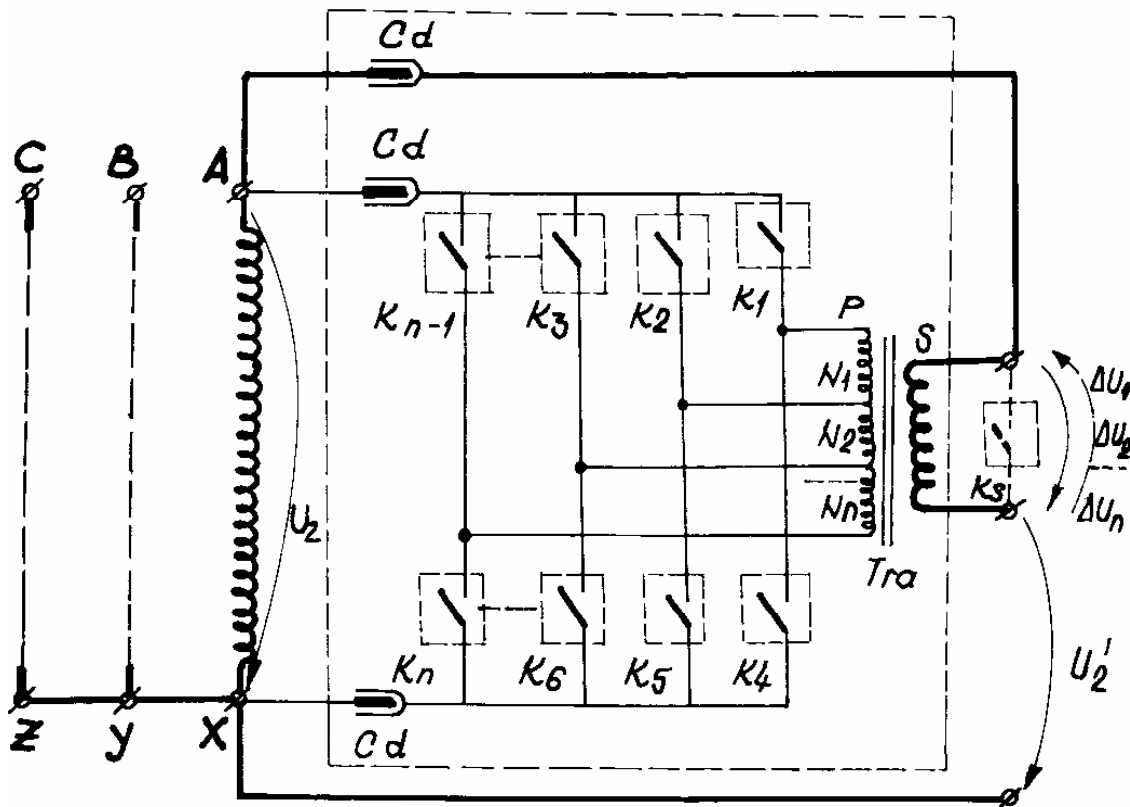 Cd
Cd
C B A
Kn-1 K3 K2 K1
P S
N1
N2
Nn
U2
Tra
Ks
ΔU1
ΔU2
ΔUn
Kn K6 K5 K4
U2'
Z Y X
Cd